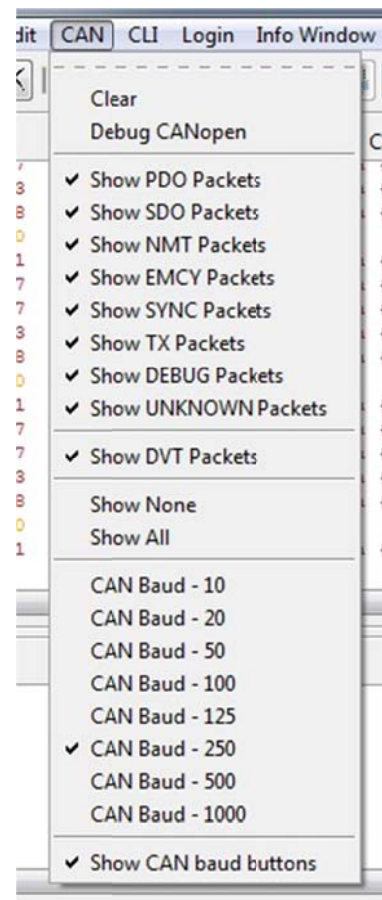 dit CAN CLI Login Info Window
Clear
Debug CANopen
✔ Show PDO Packets
✔ Show SDO Packets
✔ Show NMT Packets
✔ Show EMCY Packets
✔ Show SYNC Packets
✔ Show TX Packets
✔ Show DEBUG Packets
✔ Show UNKNOWN Packets
✔ Show DVT Packets
Show None
Show All
CAN Baud - 10
CAN Baud - 20
CAN Baud - 50
CAN Baud - 100
CAN Baud - 125
✔ CAN Baud - 250
CAN Baud - 500
CAN Baud - 1000
✔ Show CAN baud buttons